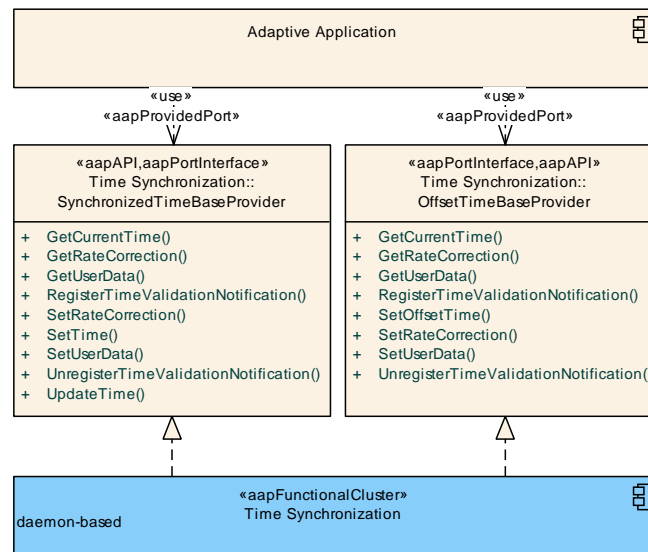 Adaptive Application
«use»
«aapProvidedPort»
«use»
«aapProvidedPort»
«aapAPI,aapPortInterface»
Time Synchronization::
SynchronizedTimeBaseProvider
+ GetCurrentTime()
+ GetRateCorrection()
+ GetUserData()
+ RegisterTimeValidationNotification()
+ SetRateCorrection()
+ SetTime()
+ SetUserData()
+ UnregisterTimeValidationNotification()
+ UpdateTime()
«aapPortInterface,aapAPI»
Time Synchronization::
OffsetTimeBaseProvider
+ GetCurrentTime()
+ GetRateCorrection()
+ GetUserData()
+ RegisterTimeValidationNotification()
+ SetOffsetTime()
+ SetRateCorrection()
+ SetUserData()
+ UnregisterTimeValidationNotification()
«aapFunctionalCluster»
Time Synchronization
daemon-based